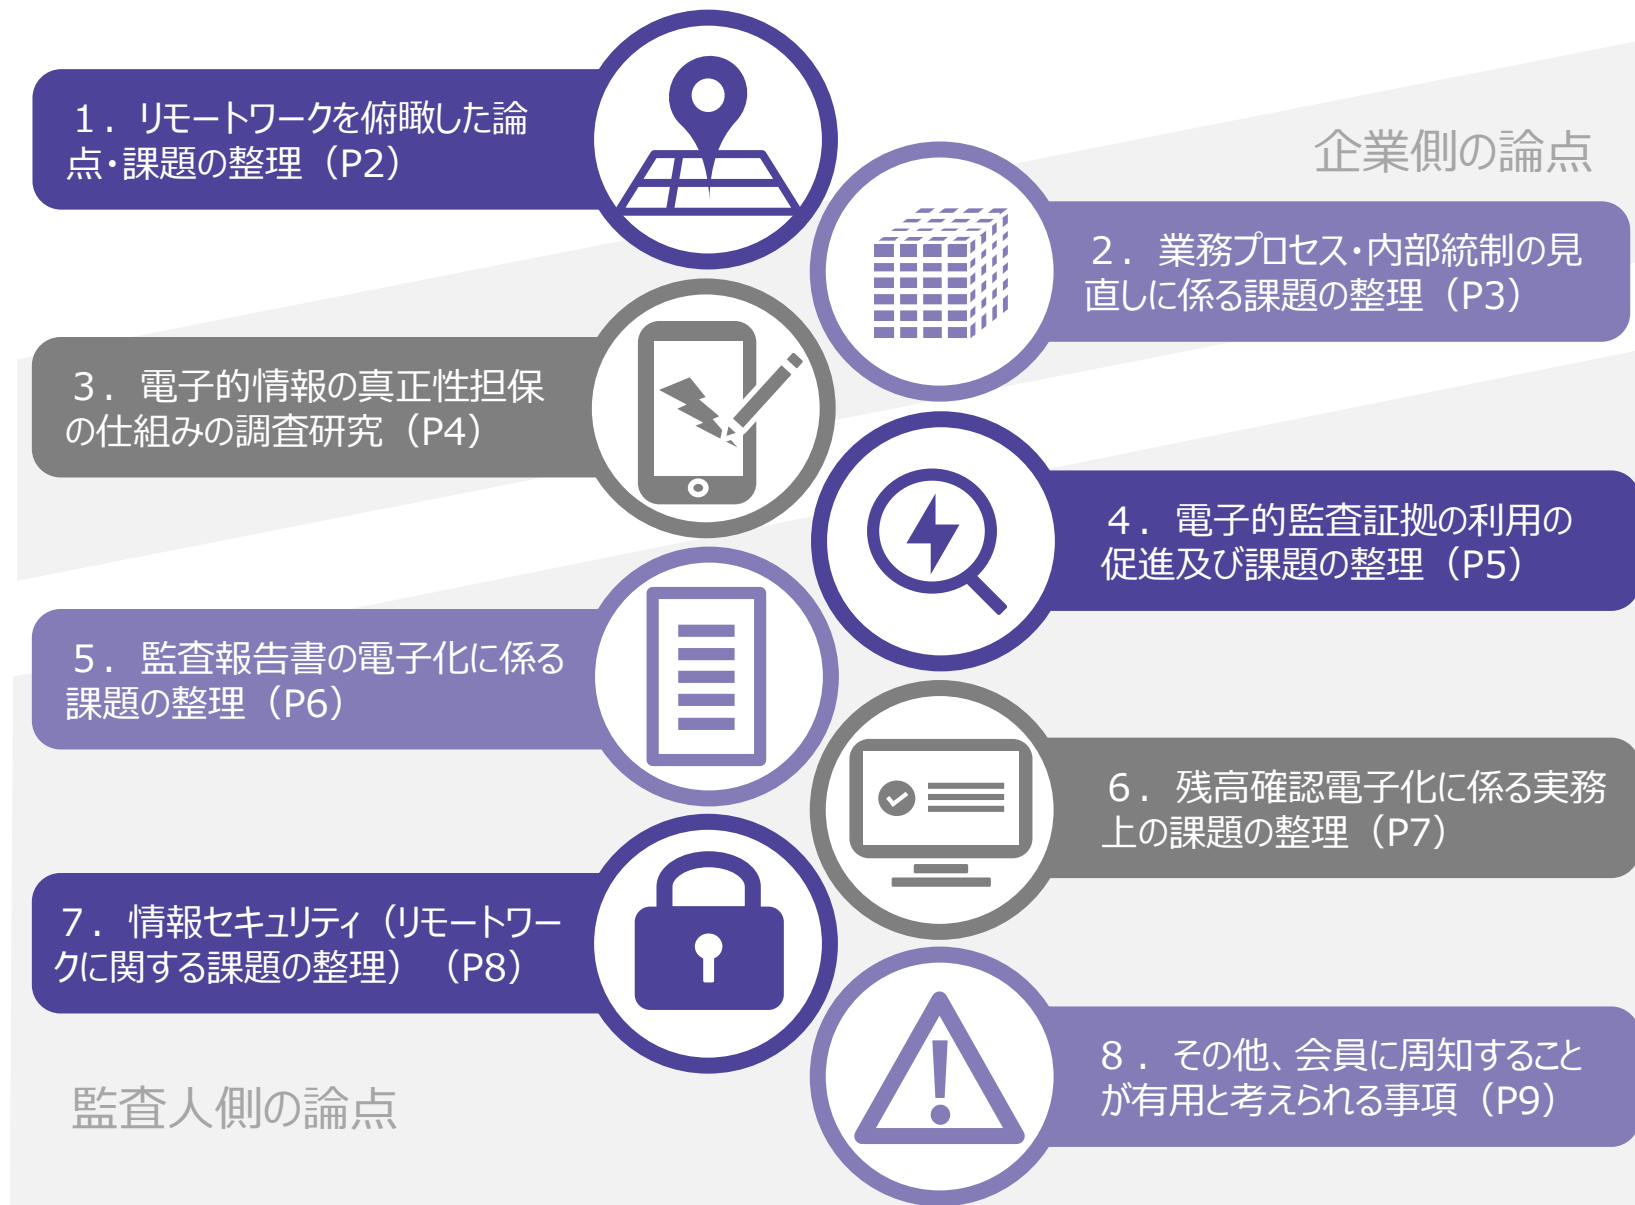 1．リモートワークを俯瞰した論
点・課題の整理（P2）
企業側の論点
2．業務プロセス・内部統制の見
直しに係る課題の整理（P3）
3．電子的情報の真正性担保
の仕組みの調査研究（P4）
4．電子的監査証拠の利用の
促進及び課題の整理（P5）
5．監査報告書の電子化に係る
課題の整理（P6）
6．残高確認電子化に係る実務
上の課題の整理（P7）
7．情報セキュリティ（リモートワー
クに関する課題の整理）（P8）
8．その他、会員に周知すること
が有用と考えられる事項（P9）
監査人側の論点